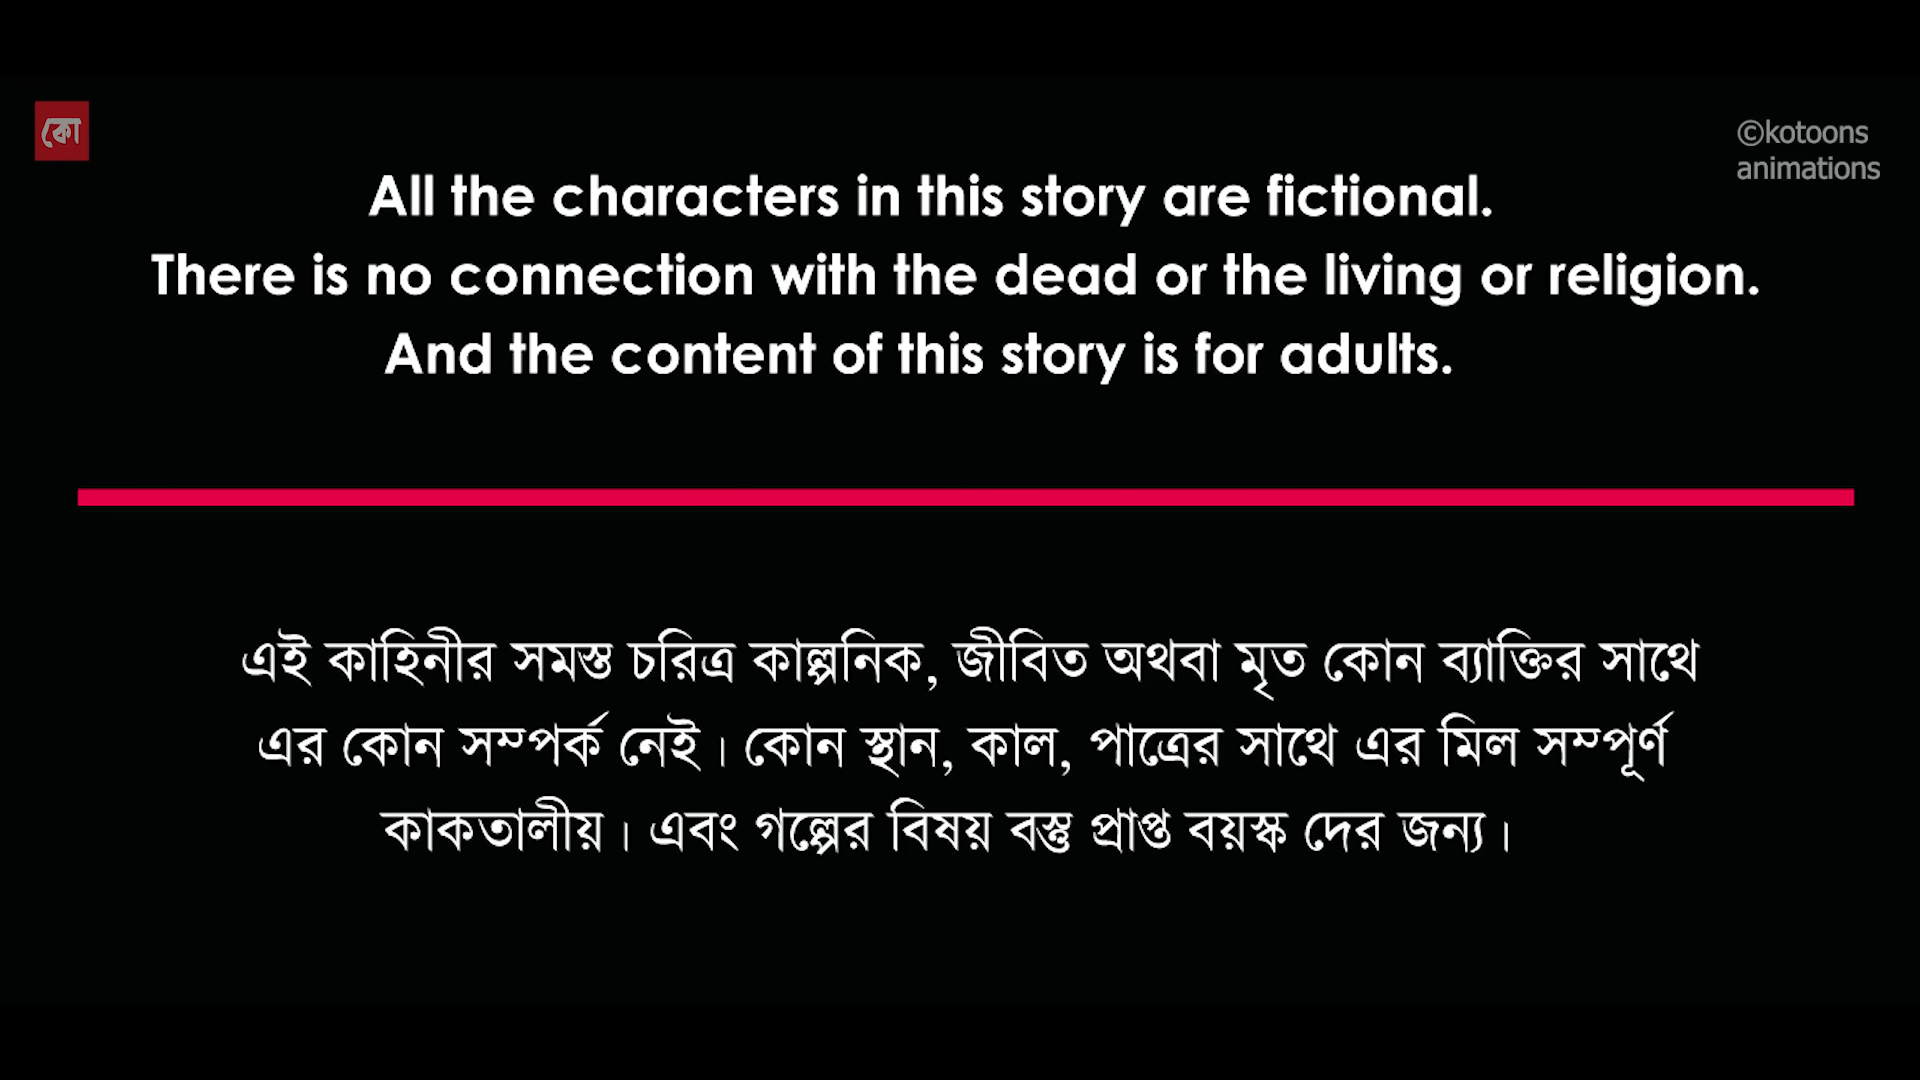 কো
©kotoons
animations
All the characters in this story are fictional.
There is no connection with the dead or the living or religion.
And the content of this story is for adults.
এই কাহিনীর সমস্ত চরিত্র কাল্পনিক, জীবিত অথবা মৃত কোন ব্যাক্তির সাথে
এর কোন সম্পর্ক নেই। কোন স্থান, কাল, পাত্রের সাথে এর মিল সম্পূর্ণ
কাকতালীয়। এবং গল্পের বিষয় বস্তু প্রাপ্ত বয়স্ক দের জন্য।